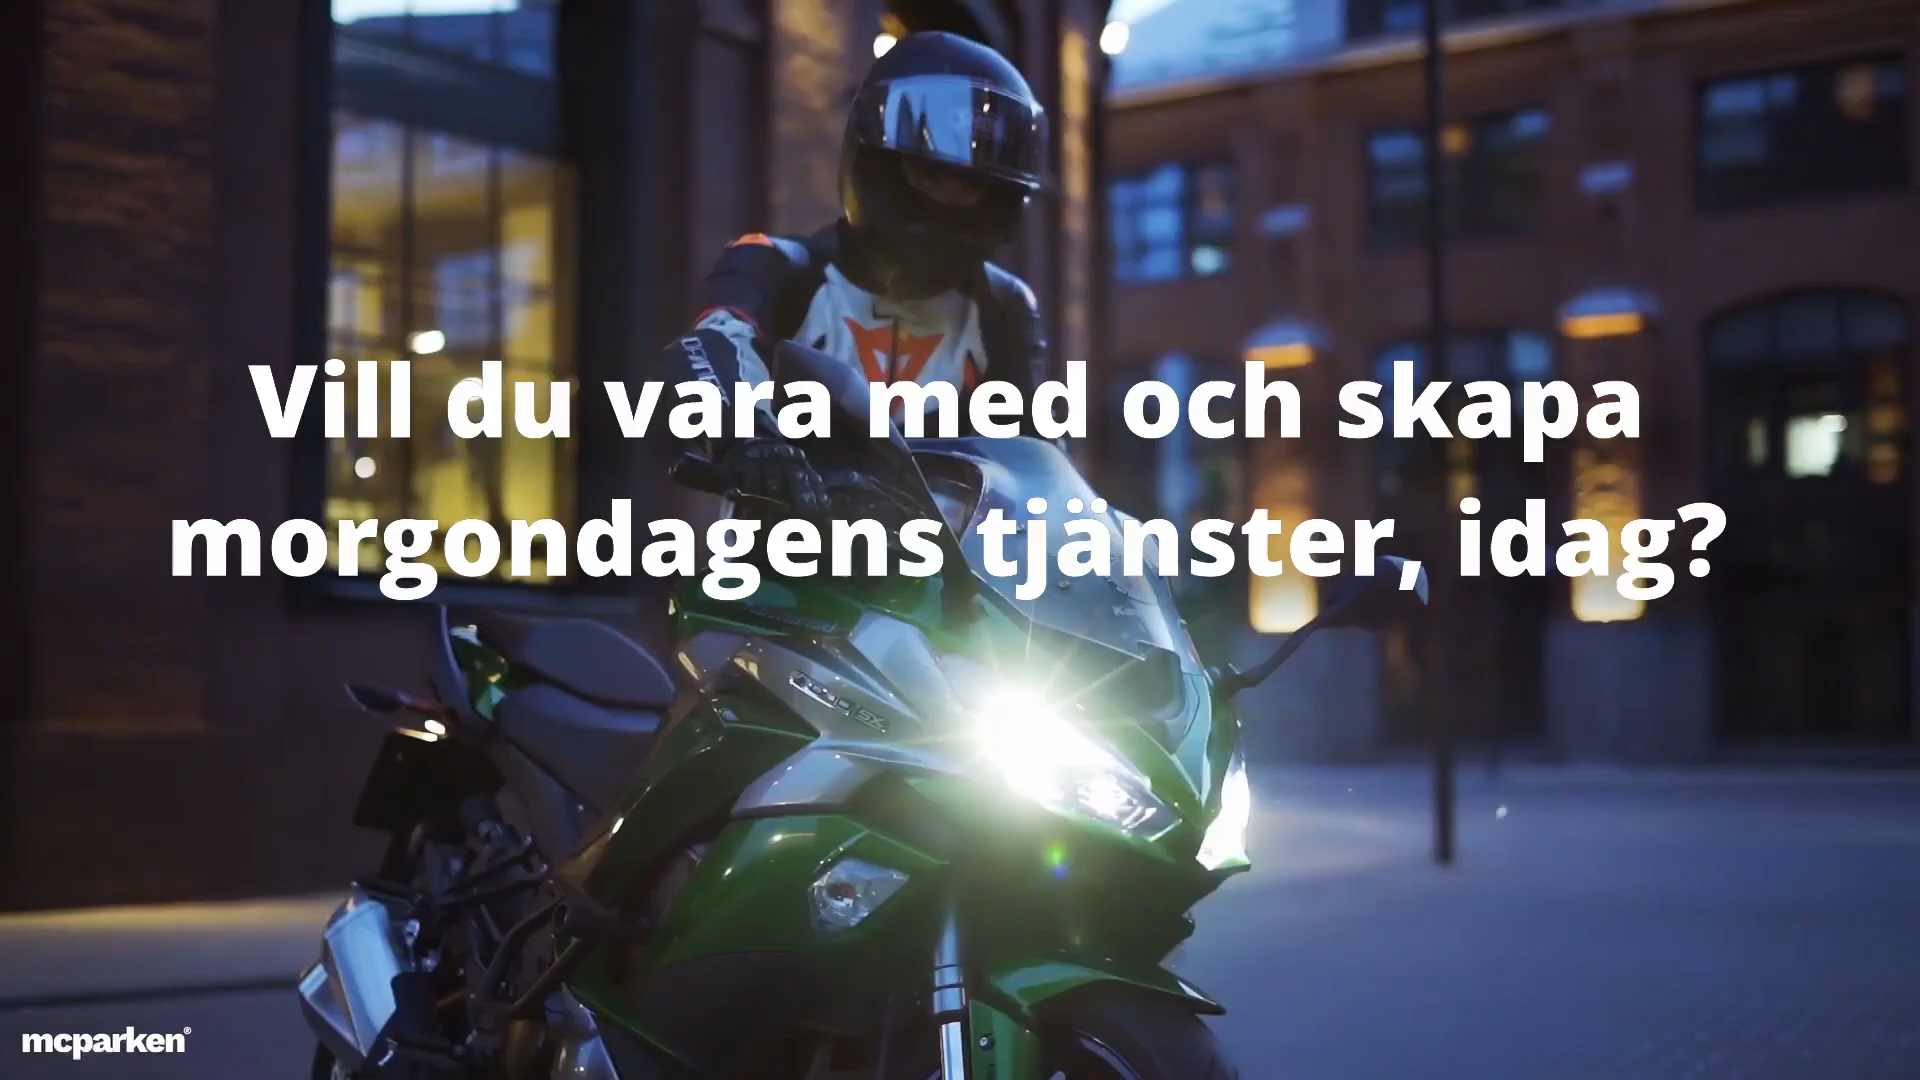 Vill du vara med och skapa
morgondagens tjänster, idag?
mcparken®